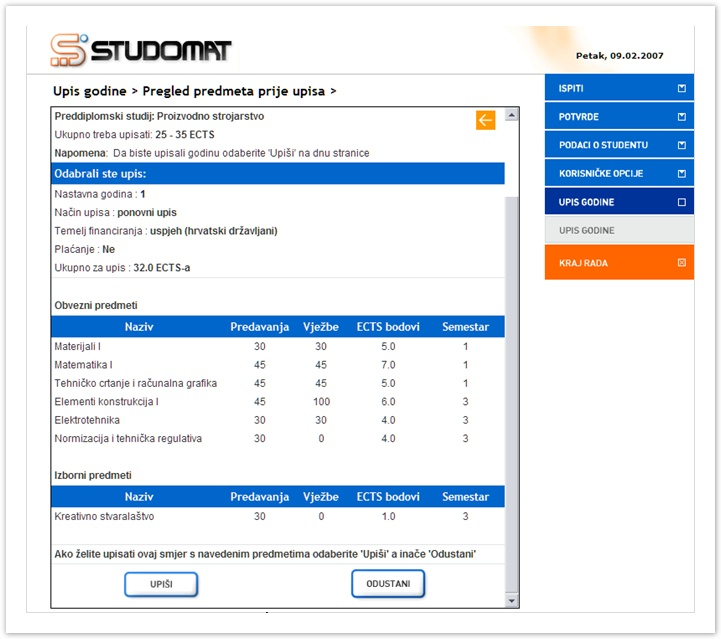 STUDOMAT
Petak, 09.02.2007
Upis godine > Pregled predmeta prije upisa >
Preddiplomski studij: Proizvodno strojarstvo
Ukupno treba upisati: 25 - 35 ECTS
Napomena: Da biste upisali godinu odaberite 'Upiši' na dnu stranice
Odabrali ste upis:
Nastavna godina : 1
Način upisa : ponovni upis
Temelj financiranja : uspjeh (hrvatski državljani)
Plaćanje : Ne
Ukupno za upis : 32.0 ECTS-a
Obvezni predmeti
Naziv Predavanja Vježbe ECTS bodovi Semestar
Materijali I 30 30 5.0 1
Matematika I 45 45 7.0 1
Tehničko crtanje i računalna grafika 45 45 5.0 1
Elementi konstrukcija I 45 100 6.0 3
Elektrotehnika 30 30 4.0 3
Normizacija i tehnička regulativa 30 0 4.0 3
Izborni predmeti
Naziv Predavanja Vježbe ECTS bodovi Semestar
Kreativno stvaralaštvo 30 0 1.0 3
Ako želite upisati ovaj smjer s navedenim predmetima odaberite 'Upiši' a inače 'Odustani'
UPIŠI ODUSTANI
ISPITI
POTVRDE
PODACI O STUDENTU
KORISNIČKE OPCIJE
UPIS GODINE
UPIS GODINE
KRAJ RADA